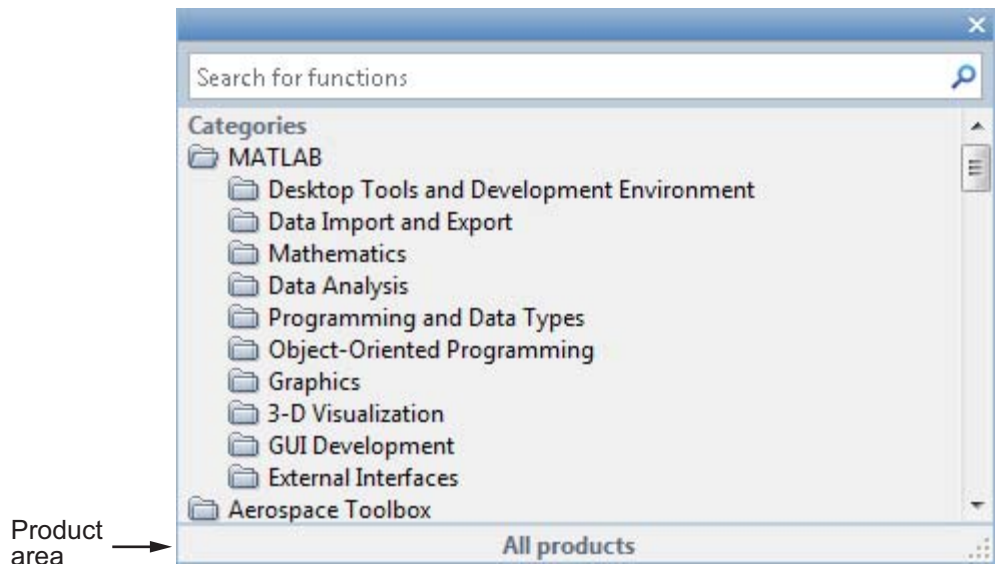 Search for functions
Categories
MATLAB
Desktop Tools and Development Environment
Data Import and Export
Mathematics
Data Analysis
Programming and Data Types
Object-Oriented Programming
Graphics
3-D Visualization
GUI Development
External Interfaces
Aerospace Toolbox
All products
Product
area